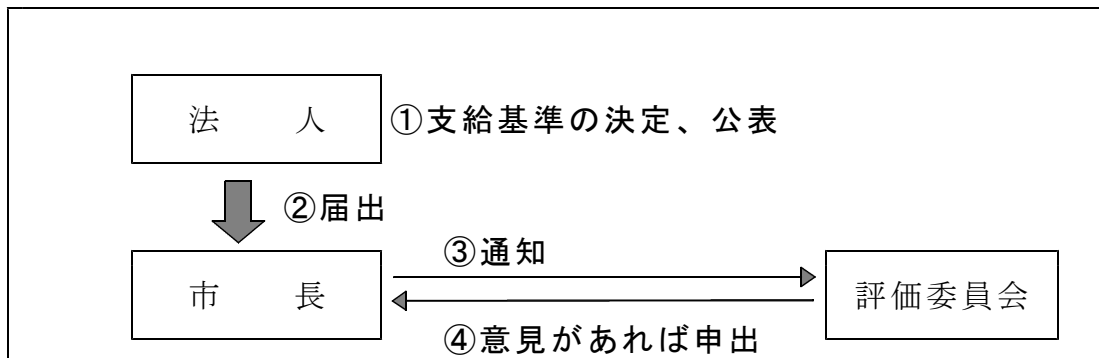 法人
①支給基準の決定、公表
②届出
③通知
市長
評価委員会
④意見があれば申出